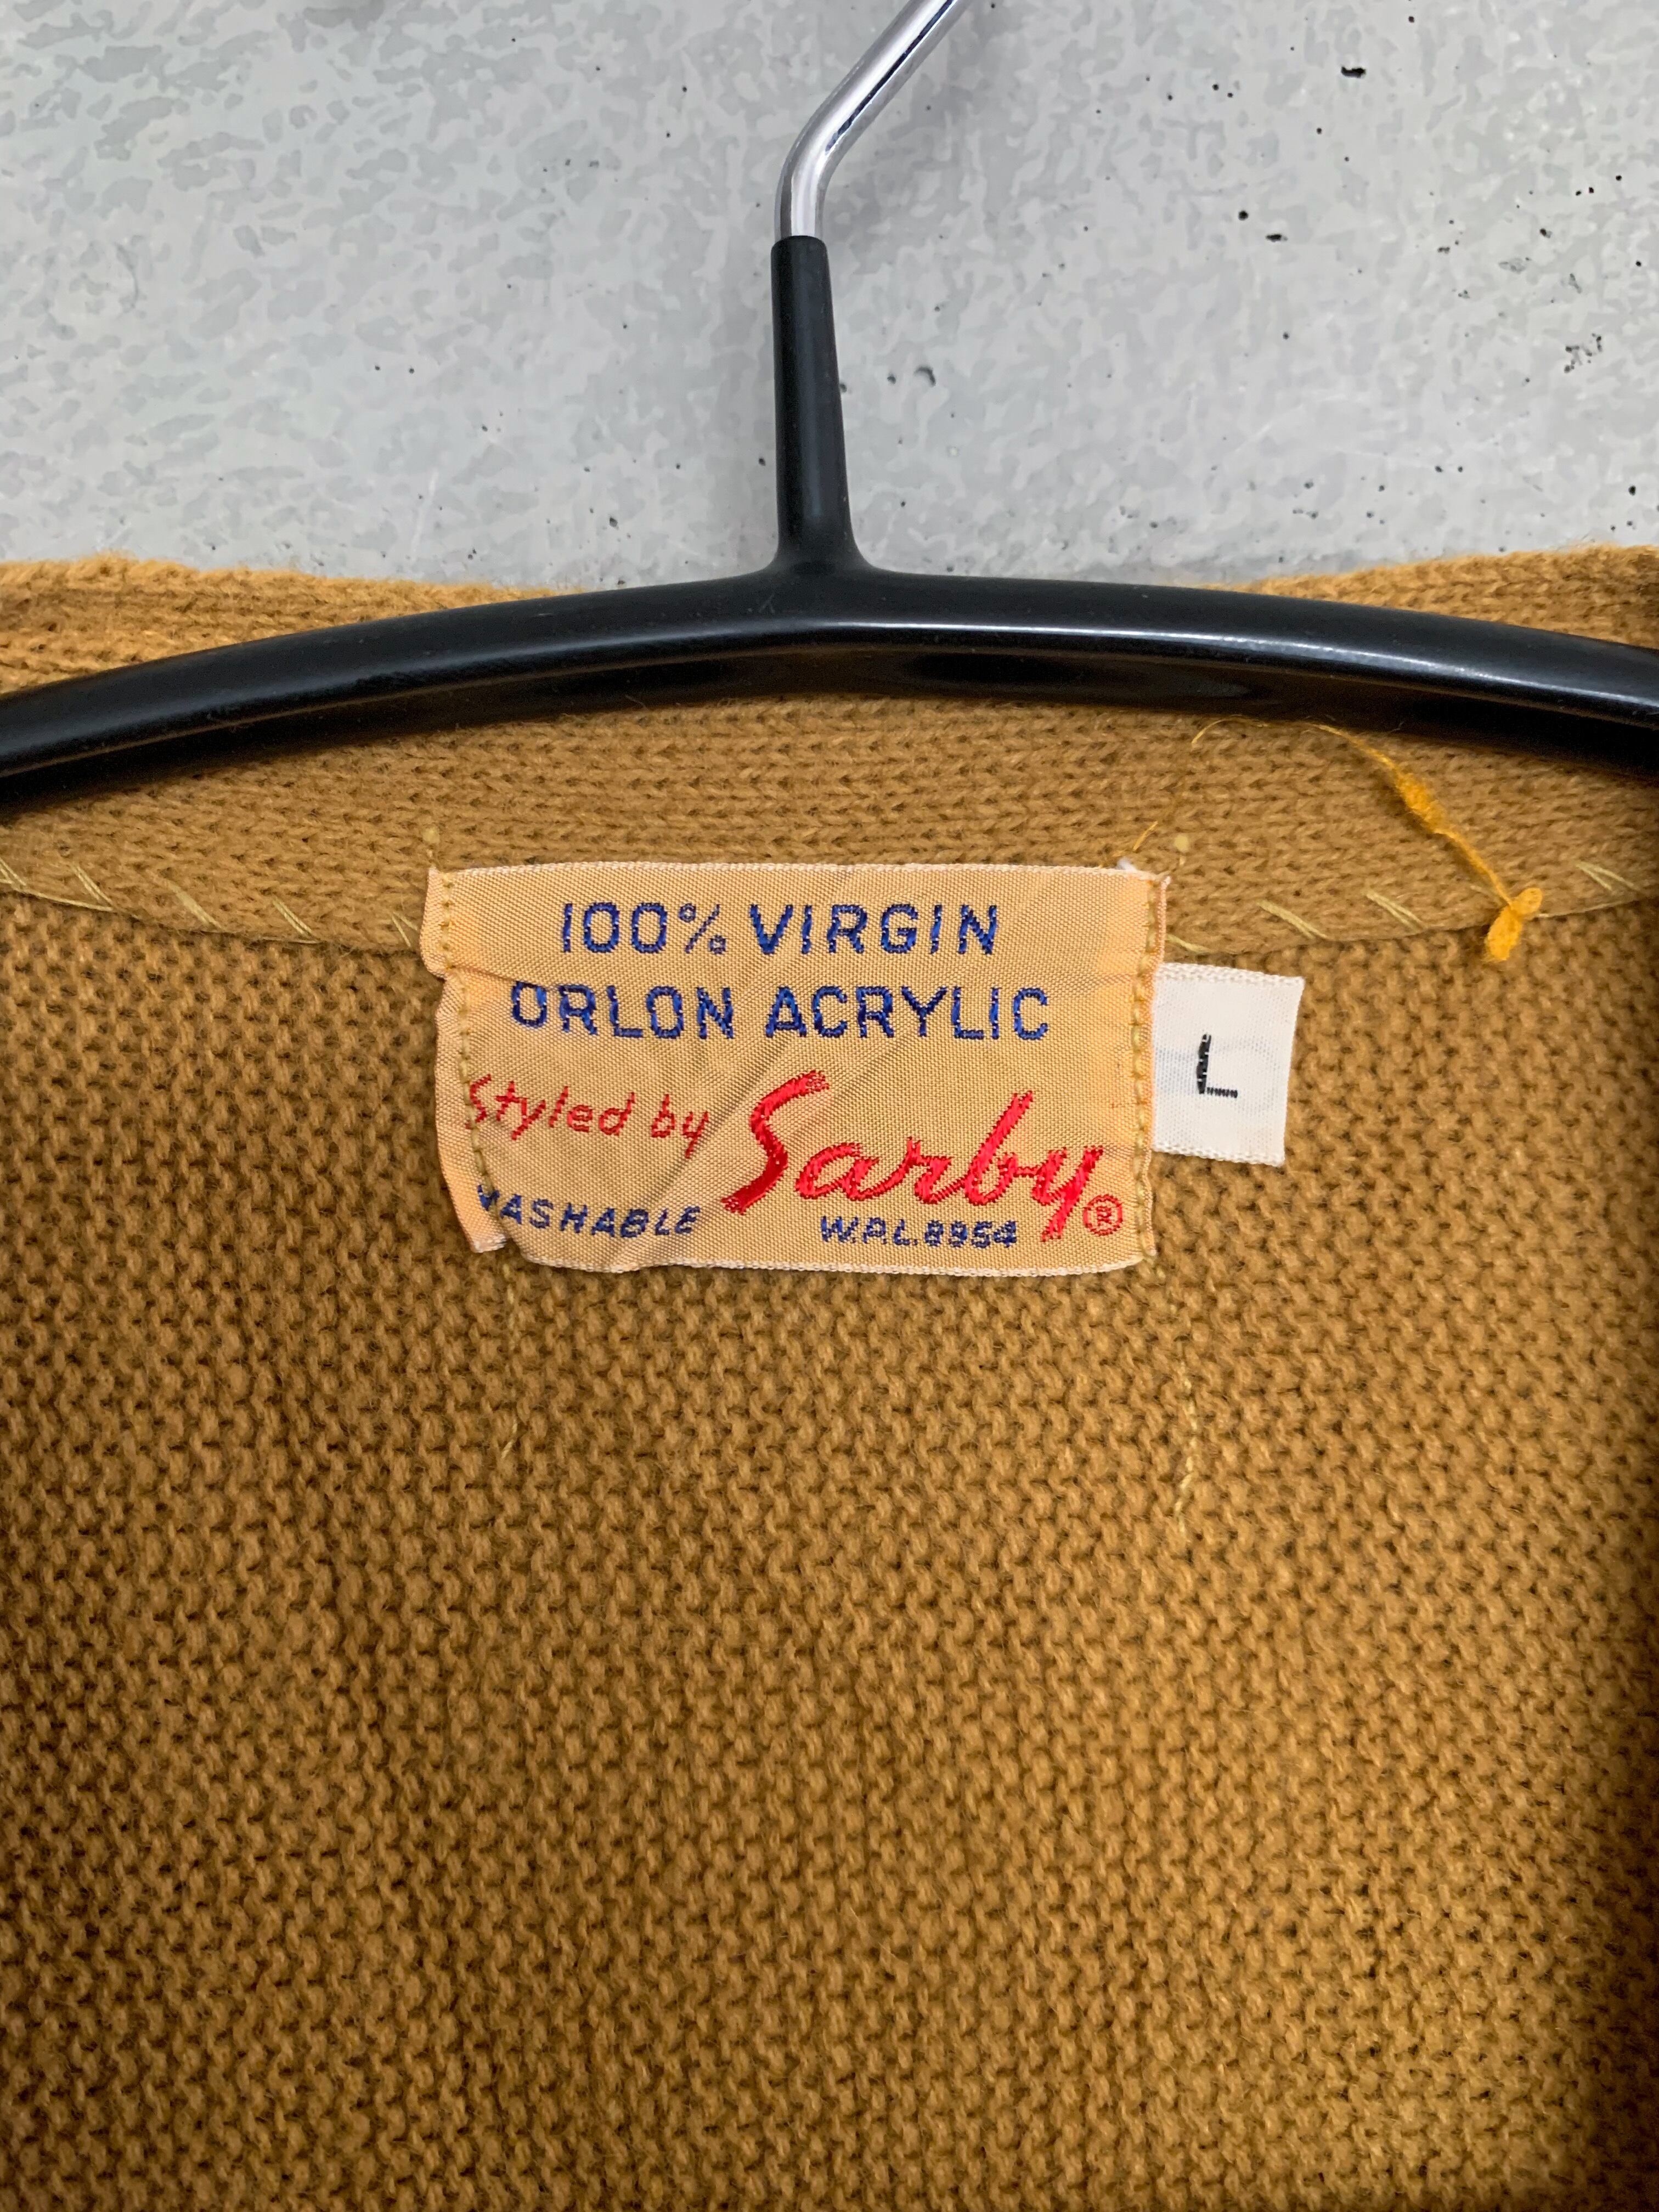 100% VIRGIN
ORLON ACRYLIC
Styled by Sarby®
WASHABLE W.P.L. 8954
L